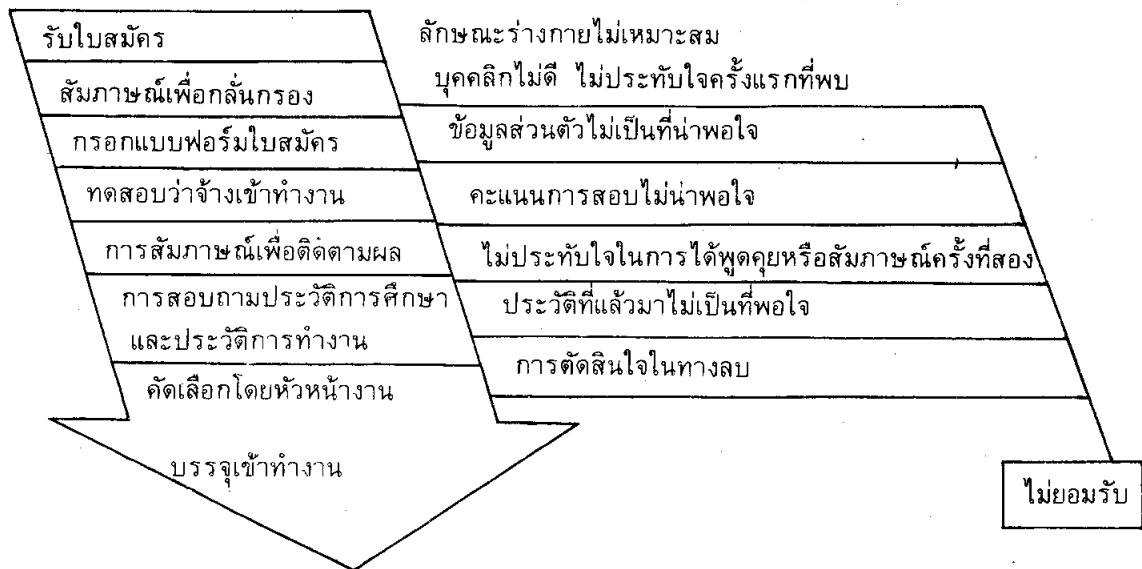 รับใบสมัคร
ลักษณะร่างกายไม่เหมาะสม
บุคคลิกไม่ดี ไม่ประทับใจครั้งแรกที่พบ
สัมภาษณ์เพื่อกลั่นกรอง
ข้อมูลส่วนตัวไม่เป็นที่น่าพอใจ
กรอกแบบฟอร์มใบสมัคร
ทดสอบว่าจ้างเข้าทำงาน
คะแนนการสอบไม่น่าพอใจ
การสัมภาษณ์เพื่อติดตามผล
ไม่ประทับใจในการได้พูดคุยหรือสัมภาษณ์ครั้งที่สอง
การสอบถามประวัติการศึกษา
และประวัติการทำงาน
ประวัติที่แล้วมาไม่เป็นที่พอใจ
คัดเลือกโดยหัวหน้างาน
การตัดสินใจในทางลบ
บรรจุเข้าทำงาน
ไม่ยอมรับ